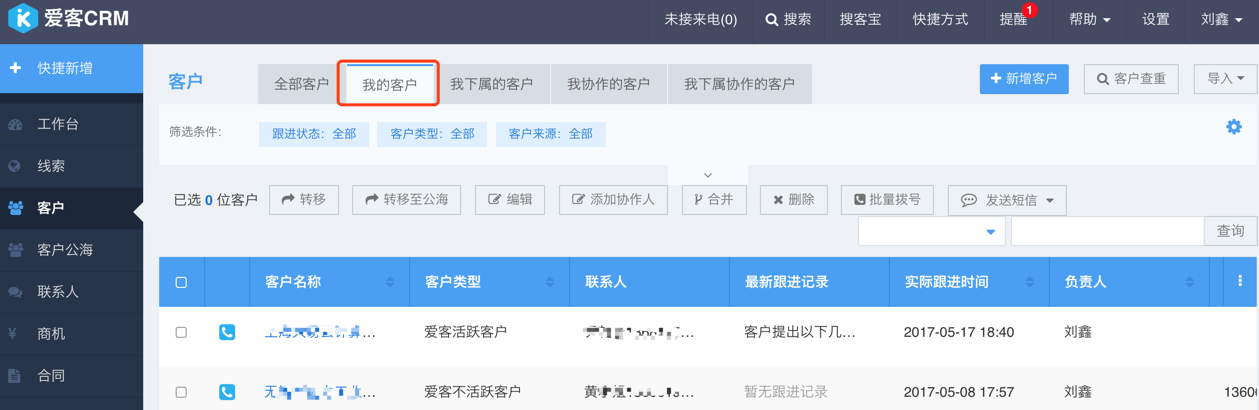 爱客CRM 未接来电(0) 搜索 搜客宝 快捷方式 提醒 1 帮助 设置 刘鑫
快捷新增
工作台
线索
客户
客户公海
联系人
商机
合同
客户 全部客户 我的客户 我下属的客户 我协作的客户 我下属协作的客户 新增客户 客户查重 导入
筛选条件: 跟进状态: 全部 客户类型: 全部 客户来源: 全部
已选 0 位客户 转移 转移至公海 编辑 添加协作人 合并 删除 批量拨号 发送短信
查询
客户名称 客户类型 联系人 最新跟进记录 实际跟进时间 负责人
爱客活跃客户 客户提出以下几... 2017-05-17 18:40 刘鑫
爱客不活跃客户 暂无跟进记录 2017-05-08 17:57 刘鑫